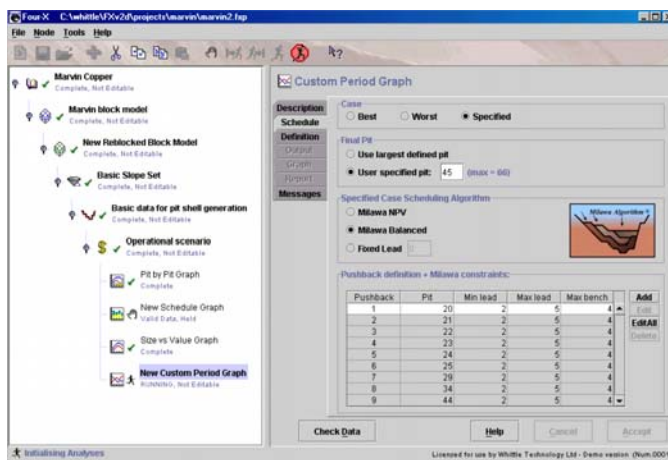 Four-X C:\whittle\FXv2d\projects\marvin\marvin2.fxp
File Node Tools Help
Marvin Copper
Complete, Not Editable
Marvin block model
Complete, Not Editable
New Reblocked Block Model
Complete, Not Editable
Basic Slope Set
Complete, Not Editable
Basic data for pit shell generation
Complete, Not Editable
Operational scenario
Complete, Not Editable
Pit by Pit Graph
Complete
New Schedule Graph
Valid Data, Held
Size vs Value Graph
Complete
New Custom Period Graph
RUNNING, Not Editable
Custom Period Graph
Description
Schedule
Definition
Output
Graph
Report
Messages
Case
Best Worst Specified
Final Pit
Use largest defined pit
User specified pit: 45 (max = 60)
Specified Case Scheduling Algorithm
Milawa NPV
Milawa Balanced
Fixed Lead
Milawa Algorithm
Pushback definition + Milawa constraints:
Pushback Pit Min lead Max lead Max bench
1 20 2 5 4
2 21 2 5 4
3 22 2 5 4
4 23 2 5 4
5 24 2 5 4
6 25 2 5 4
7 29 2 5 4
8 34 2 5 4
9 44 2 5 4
Add
Edit
EditAll
Delete
Check Data Help Cancel Accept
Initialising Analyses Licensed for use by Whittle Technology Ltd - Demo version (Num.0001